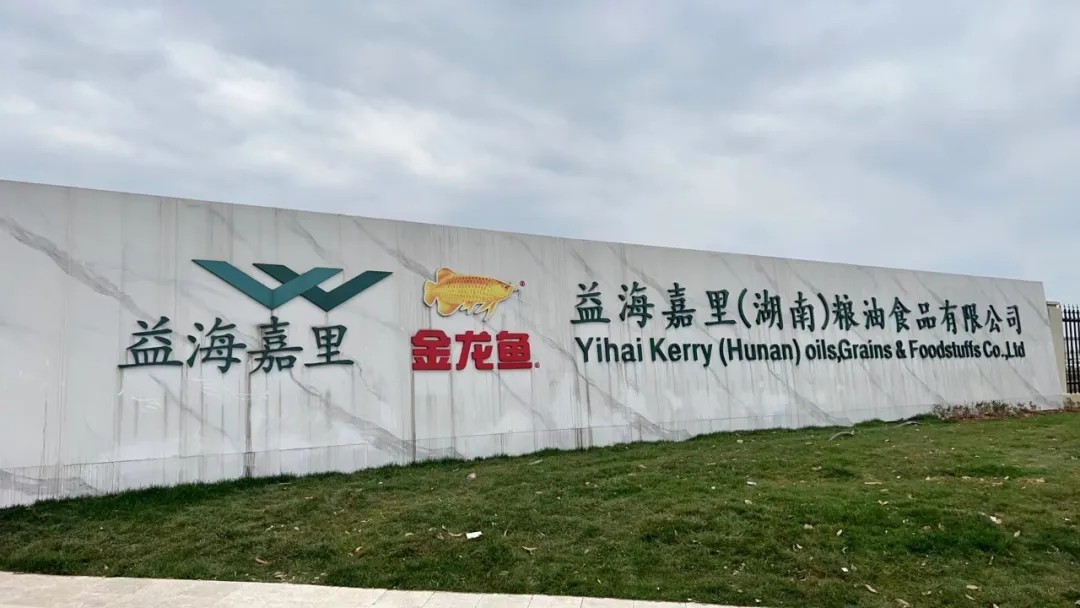 益海嘉里
金龙鱼
益海嘉里(湖南)粮油食品有限公司
Yihai Kerry (Hunan) oils,Grains & Foodstuffs Co.,Ltd